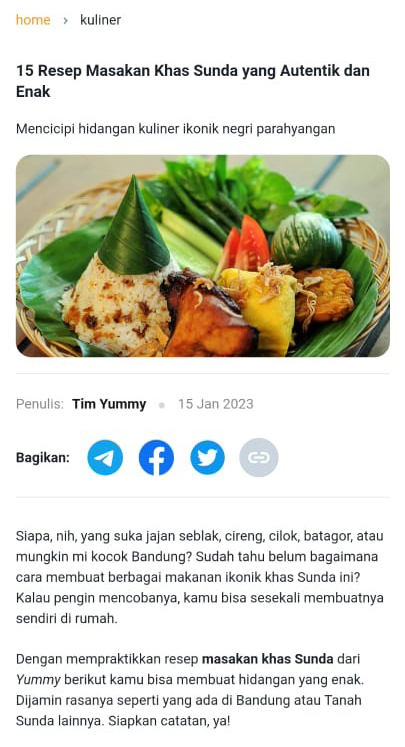 home > kuliner
15 Resep Masakan Khas Sunda yang Autentik dan
Enak
Mencicipi hidangan kuliner ikonik negri parahyangan
Penulis: Tim Yummy • 15 Jan 2023
Bagikan:
Siapa, nih, yang suka jajan seblak, cireng, cilok, batagor, atau
mungkin mi kocok Bandung? Sudah tahu belum bagaimana
cara membuat berbagai makanan ikonik khas Sunda ini?
Kalau pengin mencobanya, kamu bisa sesekali membuatnya
sendiri di rumah.
Dengan mempraktikkan resep masakan khas Sunda dari
Yummy berikut kamu bisa membuat hidangan yang enak.
Dijamin rasanya seperti yang ada di Bandung atau Tanah
Sunda lainnya. Siapkan catatan, ya!